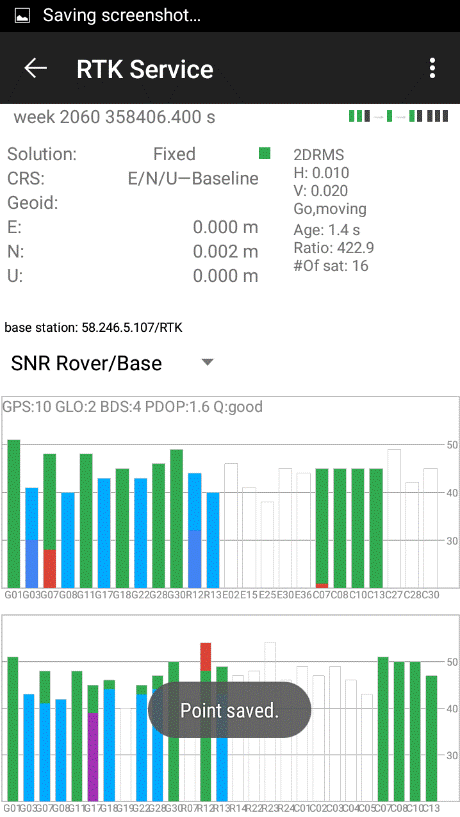 Saving screenshot...
RTK Service
week 2060 358406.400 s
Solution: Fixed
CRS: E/N/U—Baseline
Geoid:
E: 0.000 m
N: 0.002 m
U: 0.000 m
2DRMS
H: 0.010
V: 0.020
Go,moving
Age: 1.4 s
Ratio: 422.9
#Of sat: 16
base station: 58.246.5.107/RTK
SNR Rover/Base
GPS:10 GLO:2 BDS:4 PDOP:1.6 Q:good
50
40
30
G01G03G07G08G11G17G18G22G28G30R12R13E02E15E25E30E36C07C08C10C13C27C28C30
50
40
30
Point saved.
G01G03G07G08G11G17G18G19G22G28G30R07R12R13R14R22R23R24C01C02C03C04C05C07C08C10C13